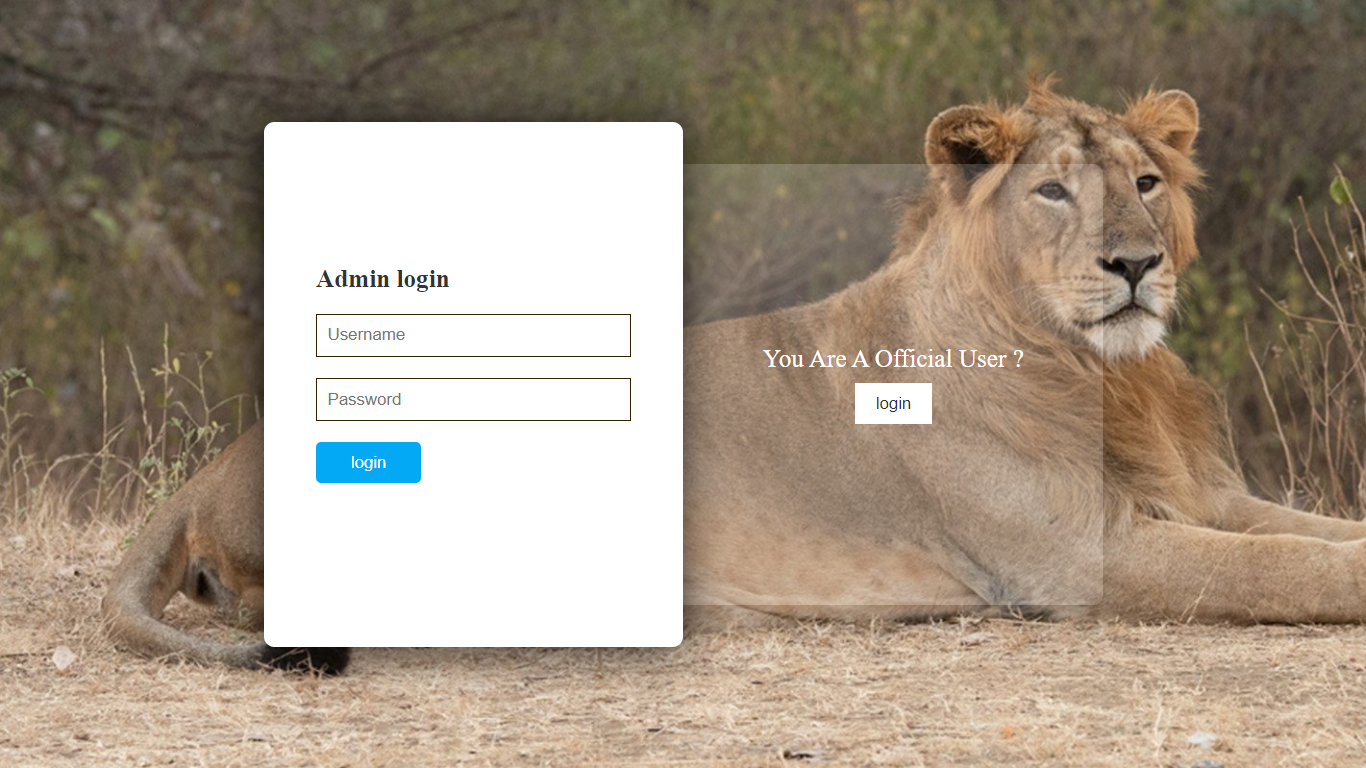 Admin login
Username
Password
login
You Are A Official User ?
login